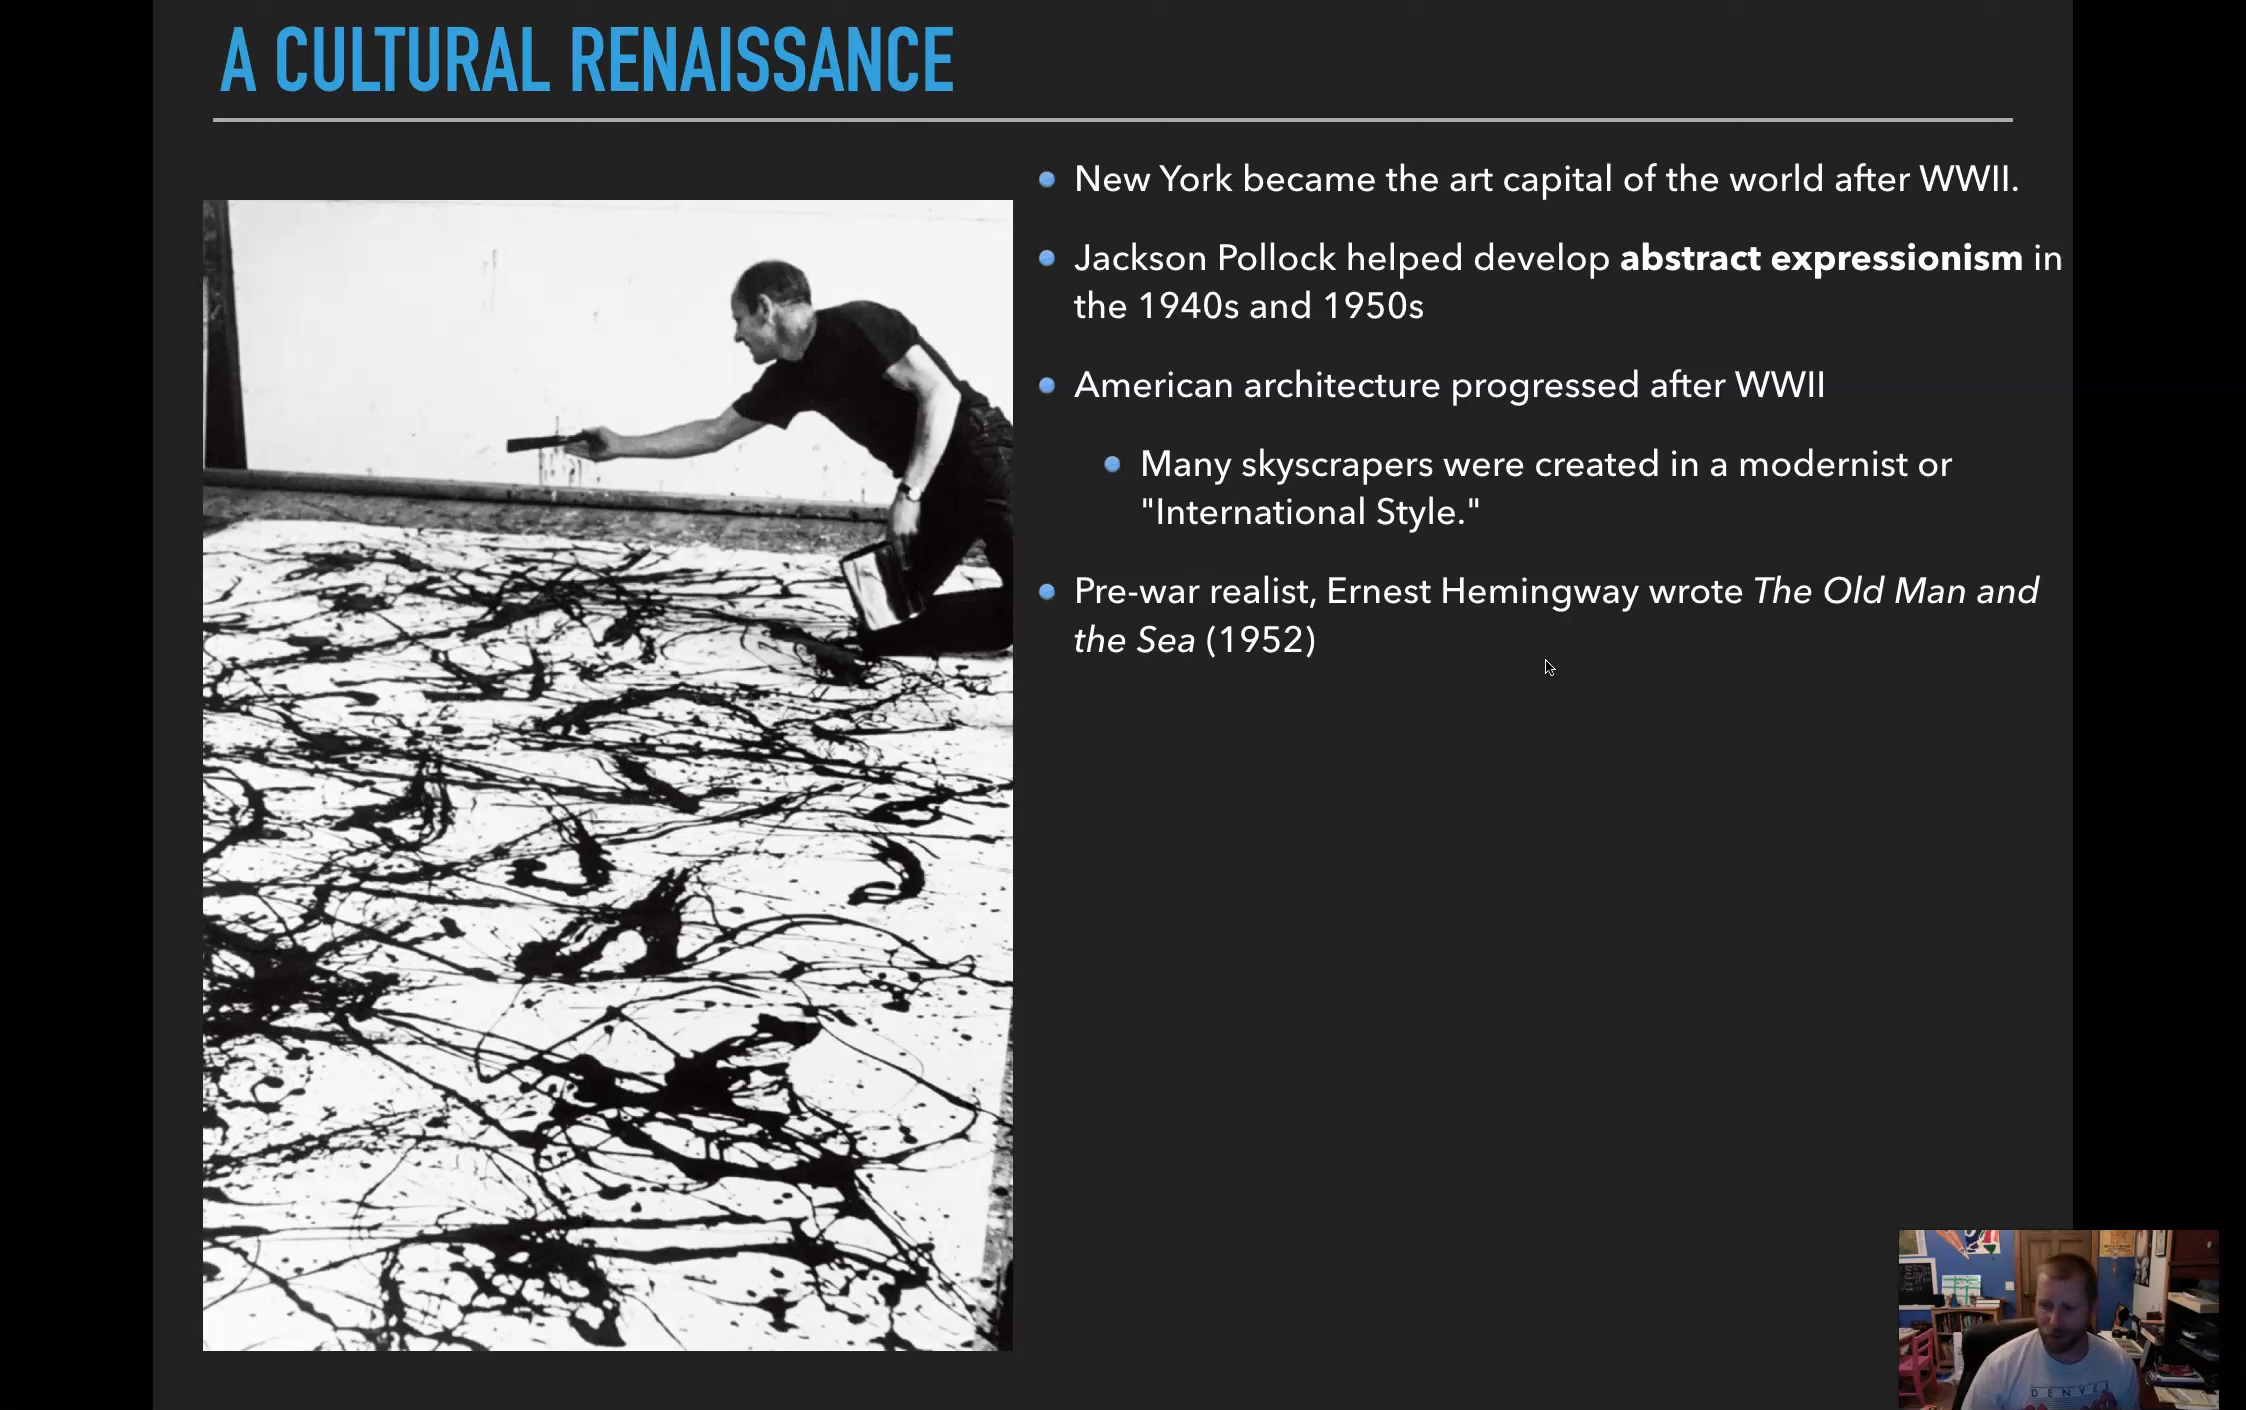 A CULTURAL RENAISSANCE
New York became the art capital of the world after WWII.
Jackson Pollock helped develop abstract expressionism in
the 1940s and 1950s
American architecture progressed after WWII
Many skyscrapers were created in a modernist or
"International Style."
Pre-war realist, Ernest Hemingway wrote The Old Man and
the Sea (1952)
DENVER